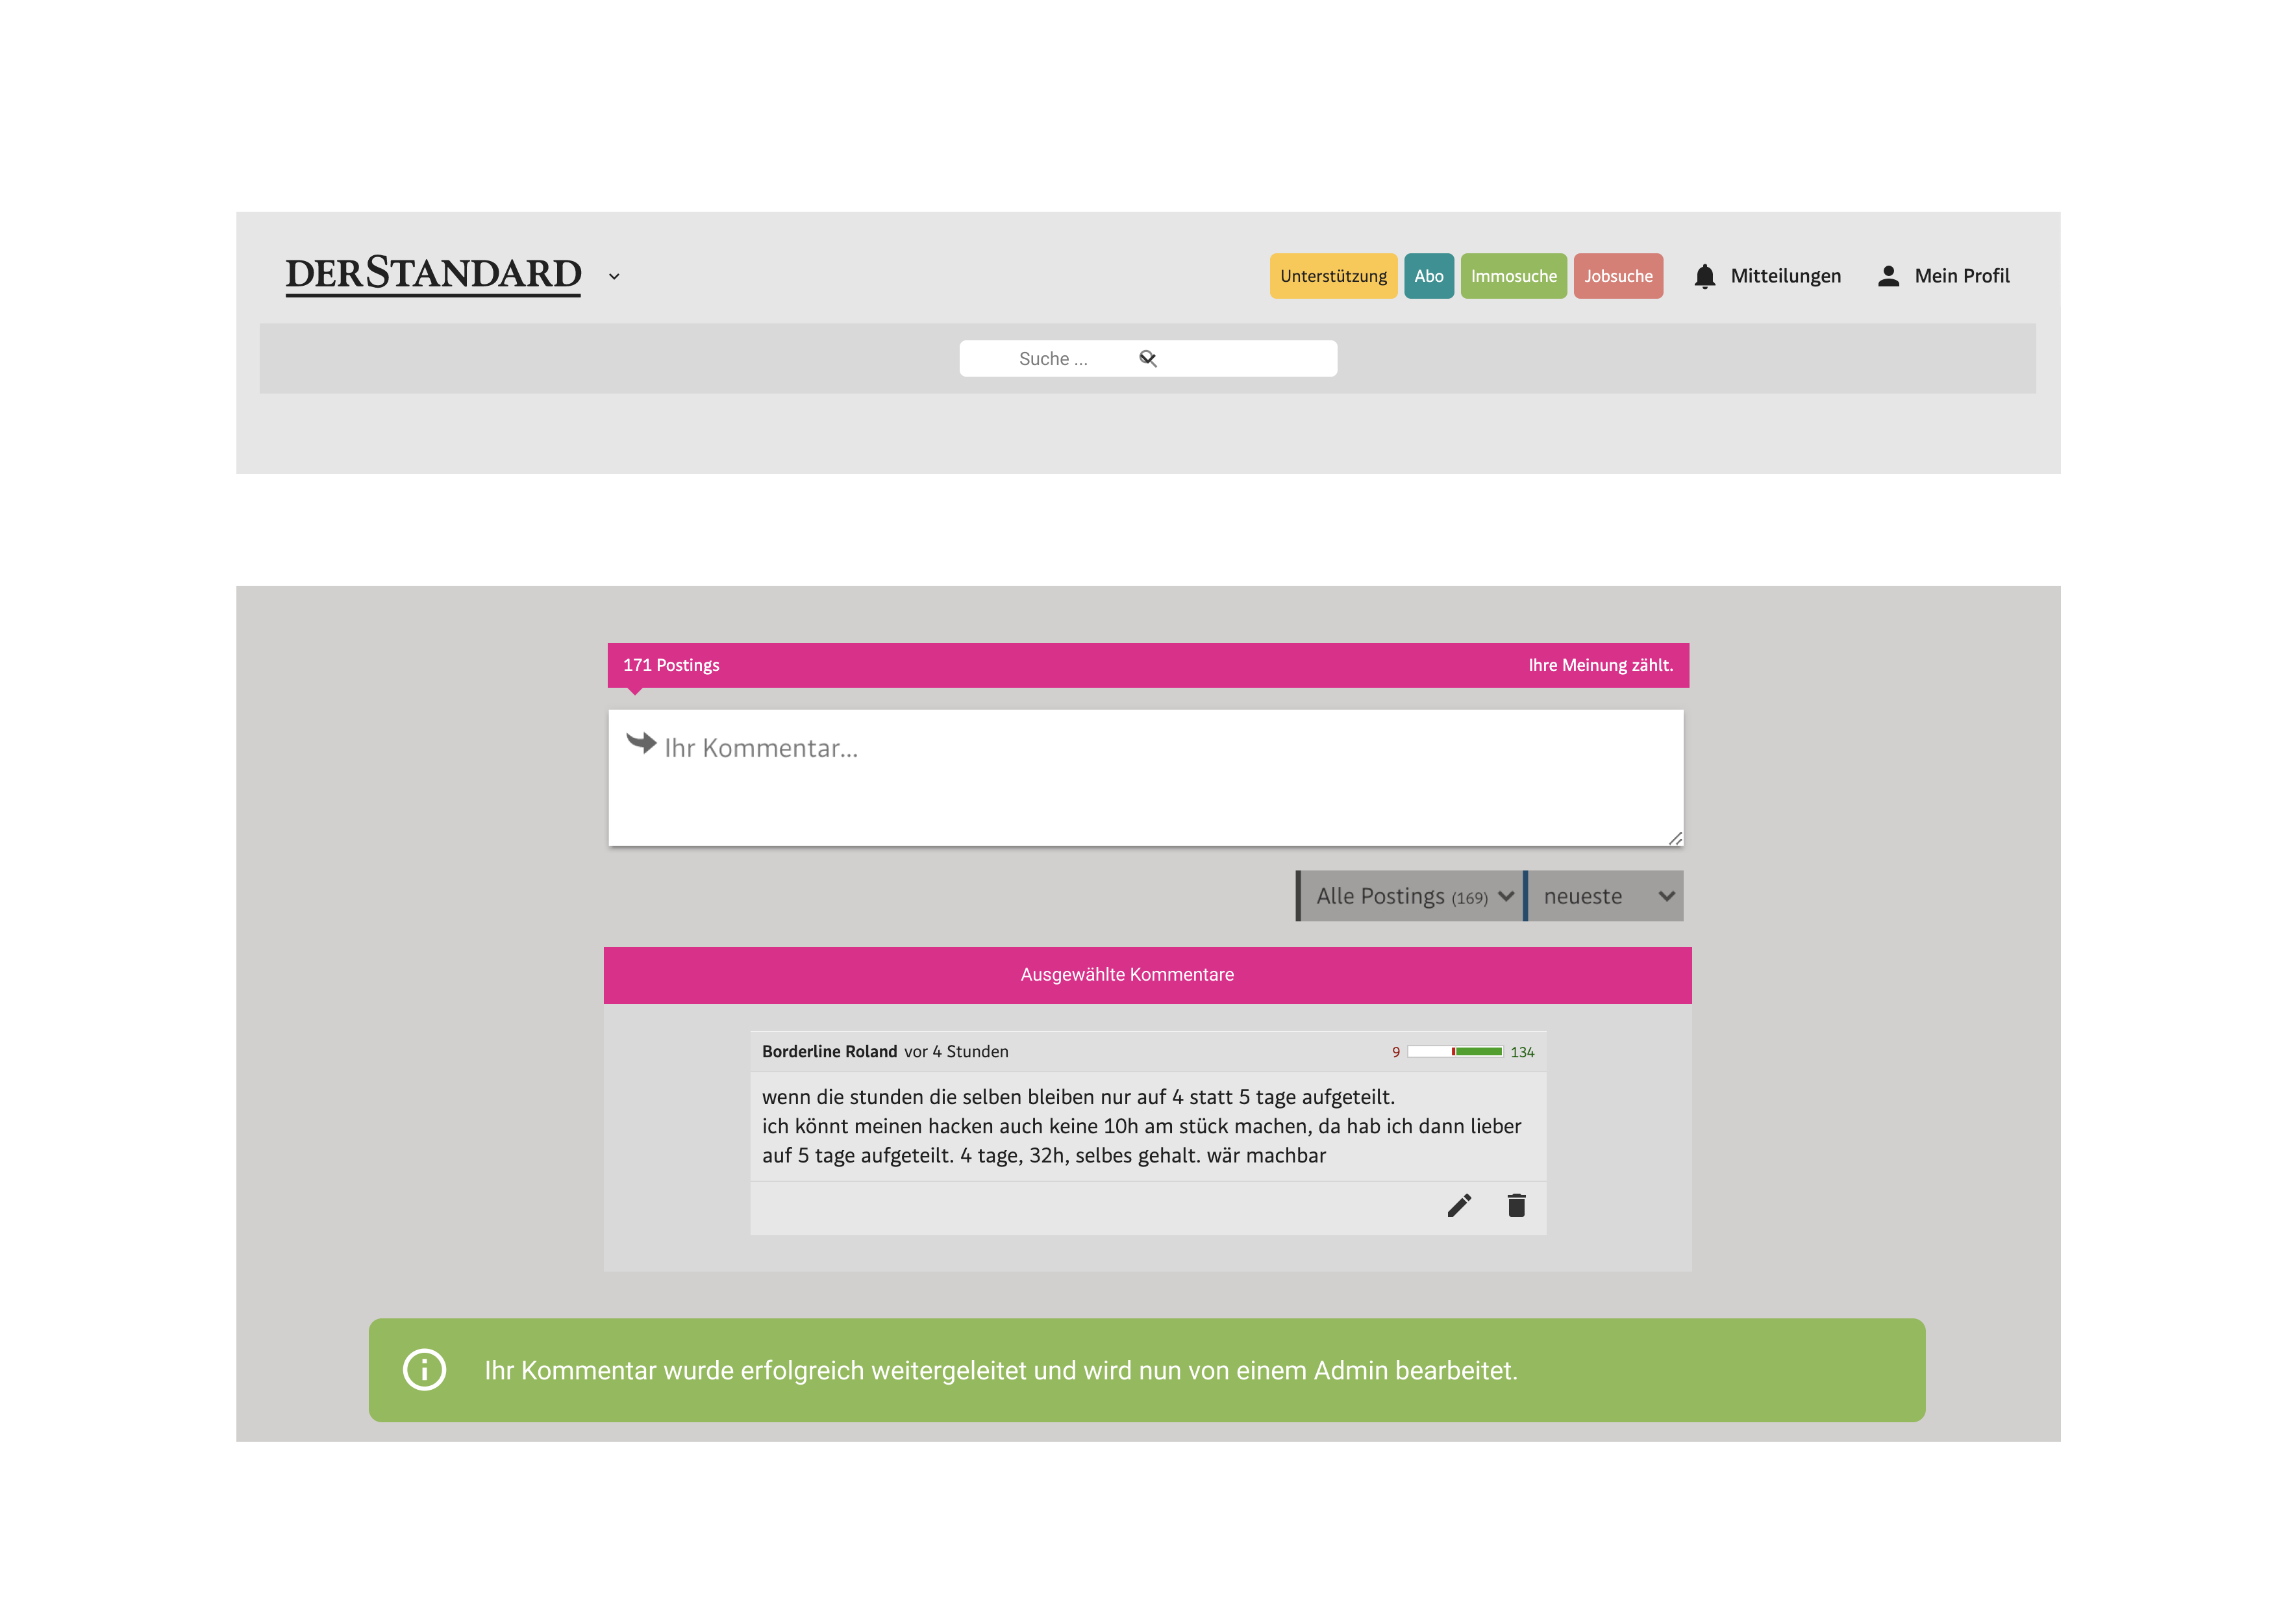 DERSTANDARD
Unterstützung Abo Immosuche Jobsuche Mitteilungen Mein Profil
Suche ...
171 Postings Ihre Meinung zählt.
Ihr Kommentar...
Alle Postings (169) neueste
Ausgewählte Kommentare
Borderline Roland vor 4 Stunden 9 134
wenn die stunden die selben bleiben nur auf 4 statt 5 tage aufgeteilt.
ich könnt meinen hacken auch keine 10h am stück machen, da hab ich dann lieber
auf 5 tage aufgeteilt. 4 tage, 32h, selbes gehalt. wär machbar
Ihr Kommentar wurde erfolgreich weitergeleitet und wird nun von einem Admin bearbeitet.